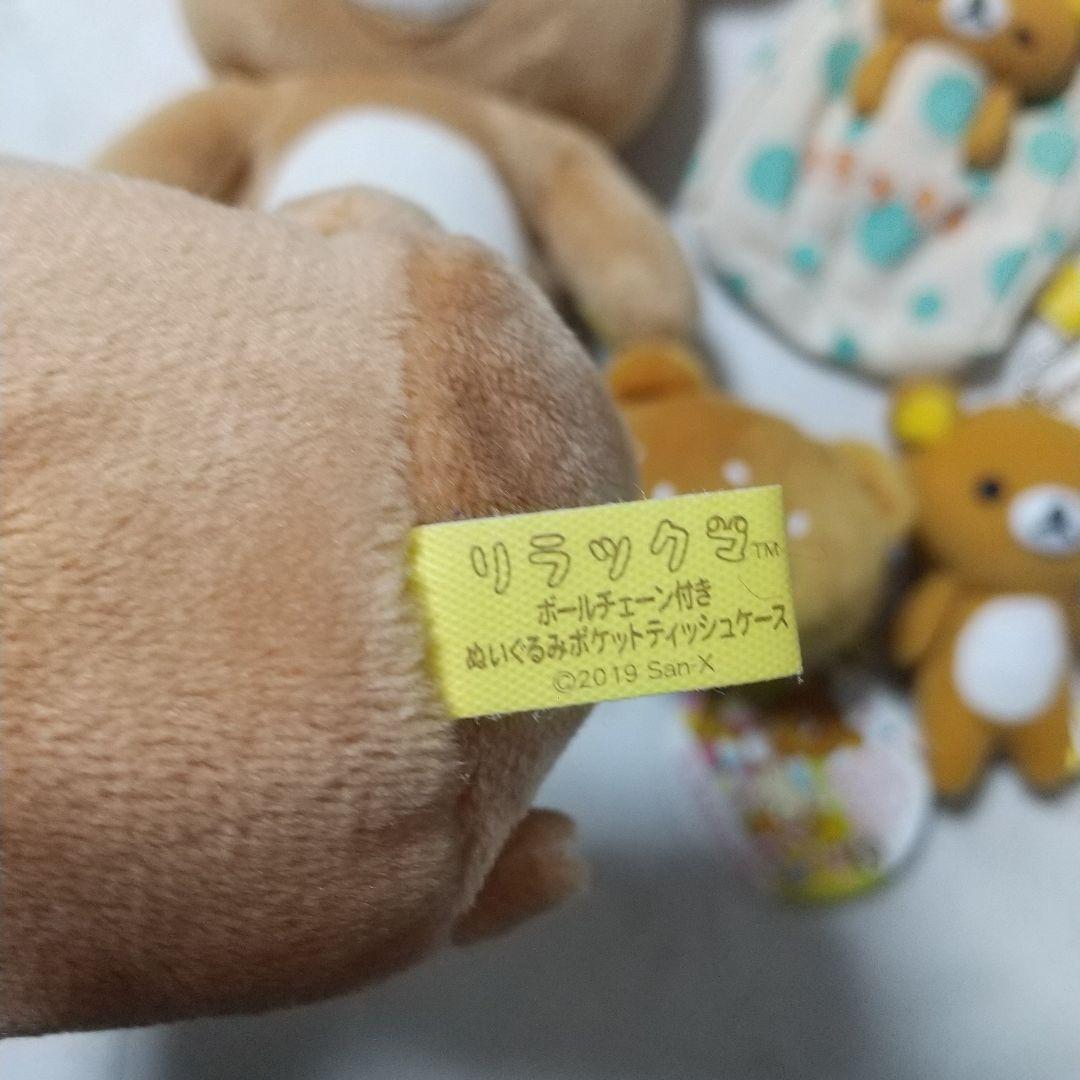 リラックマ™
ボールチェーン付き
ぬいぐるみポケットティッシュケース
©2019 San-X